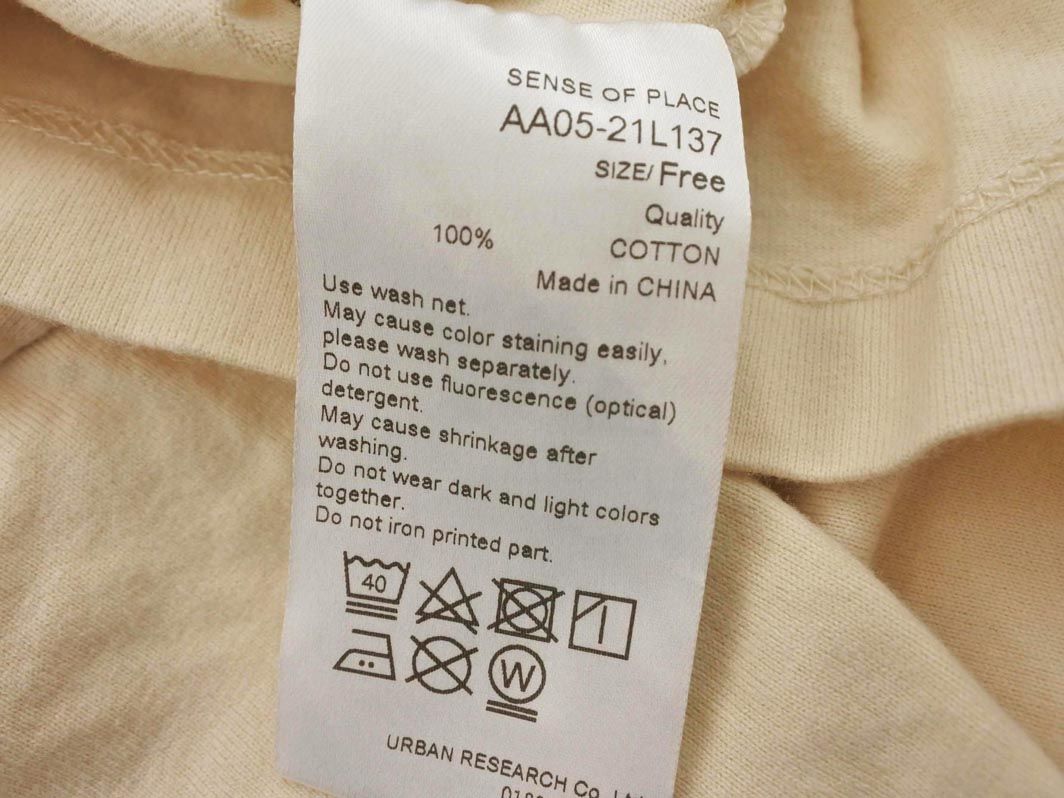 SENSE OF PLACE
AA05-21L137
SIZE/ Free
Quality
100% COTTON
Made in CHINA
Use wash net.
May cause color staining easily,
please wash separately.
Do not use fluorescence (optical)
detergent.
May cause shrinkage after
washing.
Do not wear dark and light colors
together.
Do not iron printed part.
40
W
URBAN RESEARCH Co.